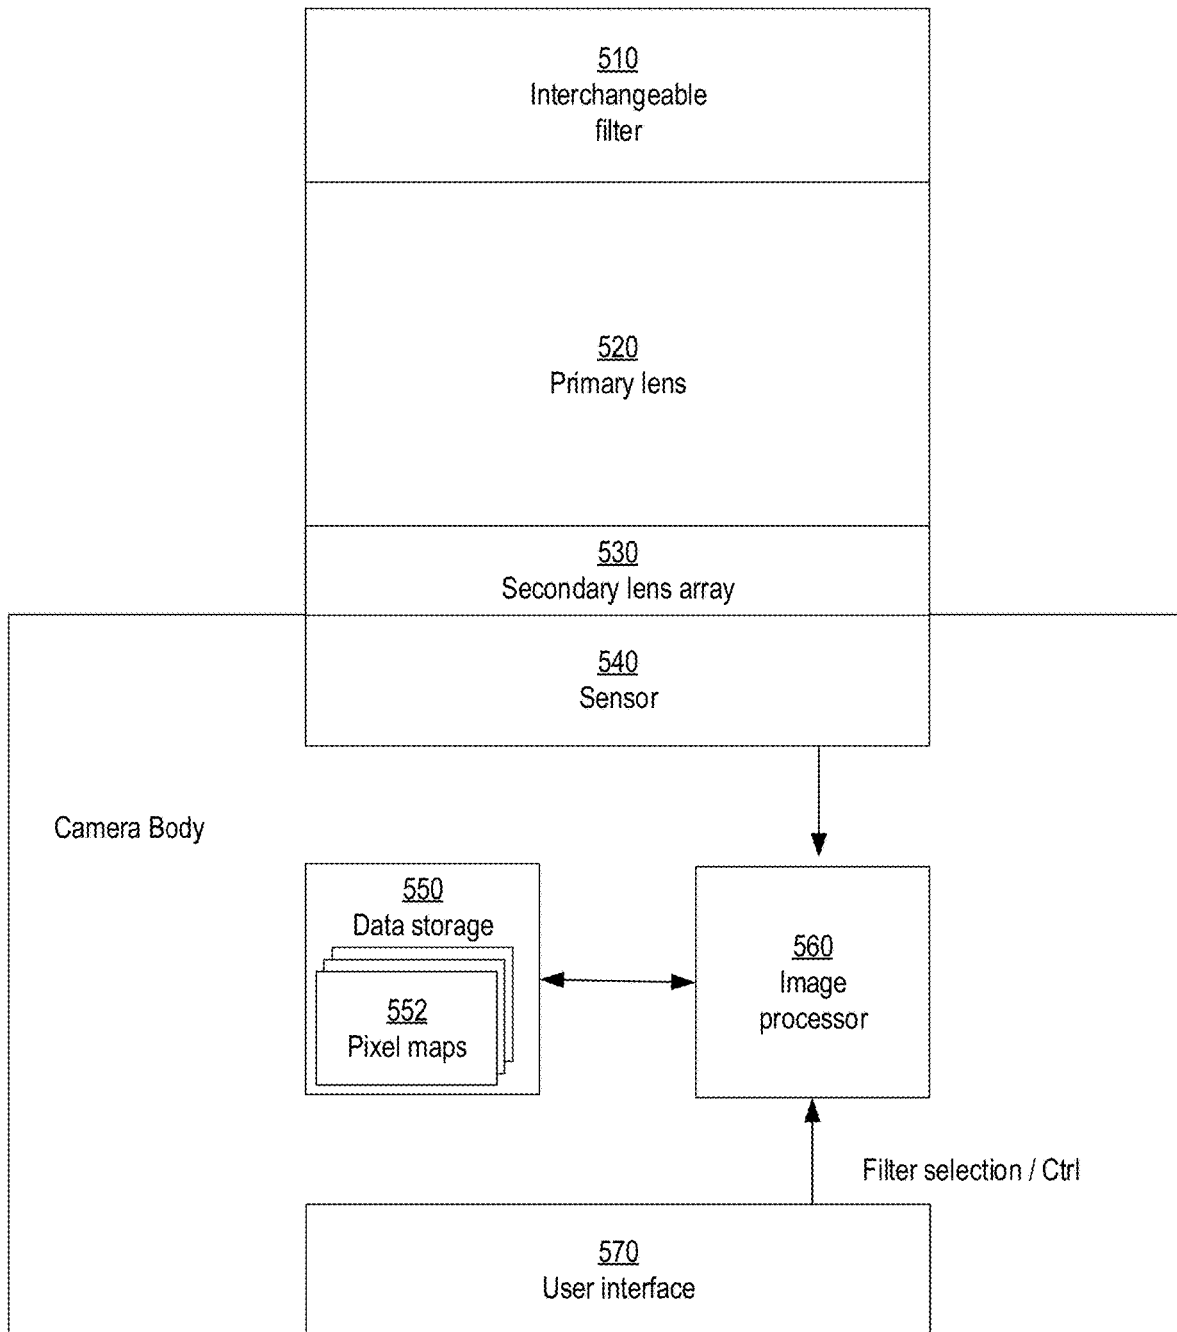 510
Interchangeable
filter
520
Primary lens
530
Secondary lens array
540
Sensor
Camera Body
550
Data storage
552
Pixel maps
560
Image
processor
Filter selection / Ctrl
570
User interface